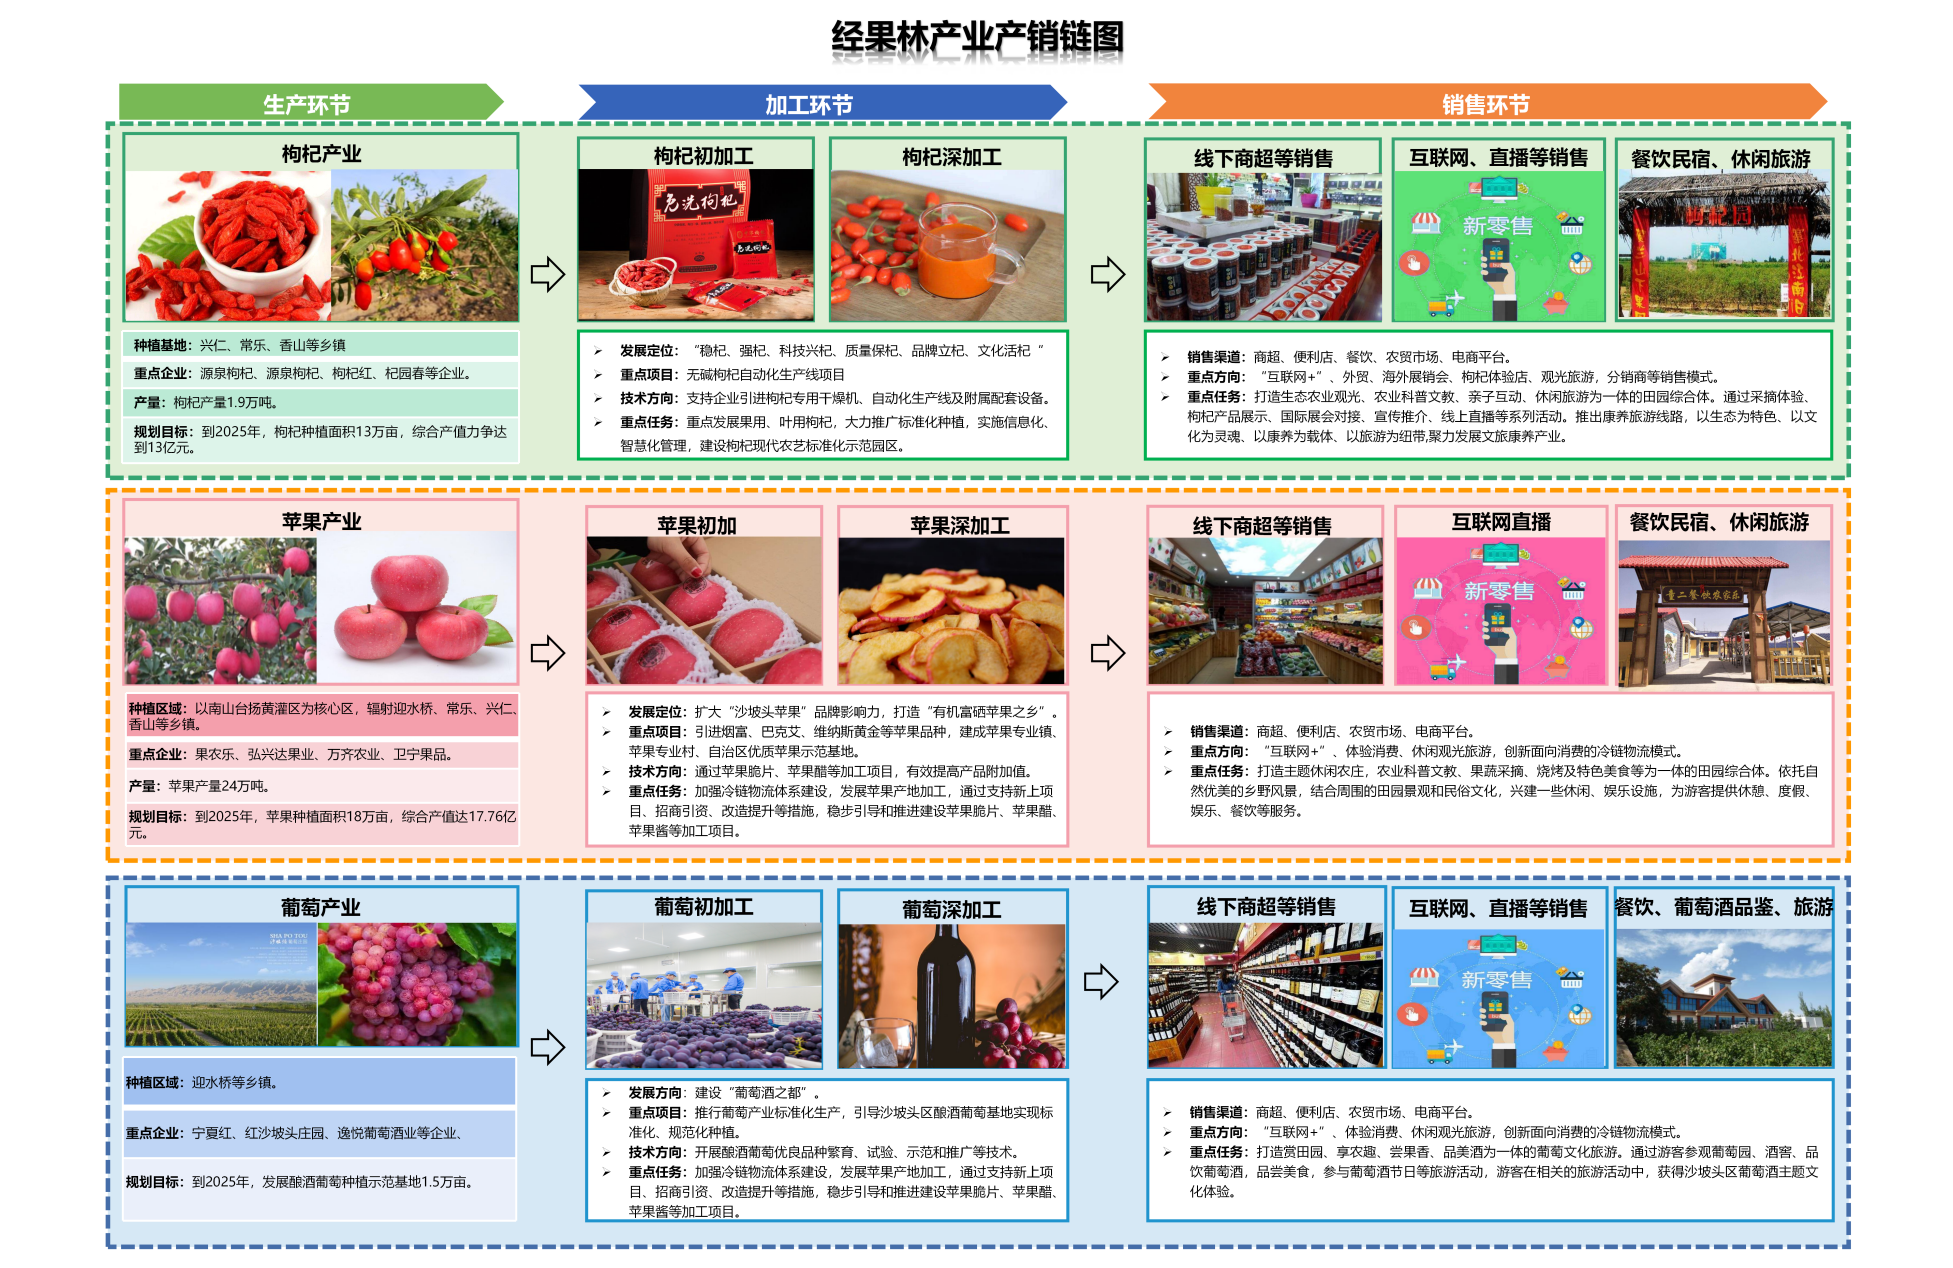 经果林产业产销链图
生产环节
加工环节
销售环节
枸杞产业
枸杞初加工
枸杞深加工
线下商超等销售
互联网、直播等销售
餐饮民宿、休闲旅游
免洗枸杞
免洗枸杞
新零售
种植基地：兴仁、常乐、香山等乡镇
重点企业：源泉枸杞、源泉枸杞、枸杞红、杞园春等企业。
产量：枸杞产量1.9万吨。
规划目标：到2025年，枸杞种植面积13万亩，综合产值力争达
到13亿元。
发展定位：“稳杞、强杞、科技兴杞、质量保杞、品牌立杞、文化活杞 ”
重点项目：无碱枸杞自动化生产线项目
技术方向：支持企业引进枸杞专用干燥机、自动化生产线及附属配套设备。
重点任务：重点发展果用、叶用枸杞，大力推广标准化种植，实施信息化、
智慧化管理，建设枸杞现代农艺标准化示范园区。
销售渠道：商超、便利店、餐饮、农贸市场、电商平台。
重点方向：“互联网+”、外贸、海外展销会、枸杞体验店、观光旅游，分销商等销售模式。
重点任务：打造生态农业观光、农业科普文教、亲子互动、休闲旅游为一体的田园综合体。通过采摘体验、
枸杞产品展示、国际展会对接、宣传推介、线上直播等系列活动。推出康养旅游线路，以生态为特色、以文
化为灵魂、以康养为载体、以旅游为纽带,聚力发展文旅康养产业。
苹果产业
苹果初加
苹果深加工
线下商超等销售
互联网直播
餐饮民宿、休闲旅游
新零售
种植区域：以南山台扬黄灌区为核心区，辐射迎水桥、常乐、兴仁、
香山等乡镇。
重点企业：果农乐、弘兴达果业、万齐农业、卫宁果品。
产量：苹果产量24万吨。
规划目标：到2025年，苹果种植面积18万亩，综合产值达17.76亿
元。
发展定位：扩大“沙坡头苹果”品牌影响力，打造“有机富硒苹果之乡”。
重点项目：引进烟富、巴克艾、维纳斯黄金等苹果品种，建成苹果专业镇、
苹果专业村、自治区优质苹果示范基地。
技术方向：通过苹果脆片、苹果醋等加工项目，有效提高产品附加值。
重点任务：加强冷链物流体系建设，发展苹果产地加工，通过支持新上项
目、招商引资、改造提升等措施，稳步引导和推进建设苹果脆片、苹果醋、
苹果酱等加工项目。
销售渠道：商超、便利店、农贸市场、电商平台。
重点方向：“互联网+”、体验消费、休闲观光旅游，创新面向消费的冷链物流模式。
重点任务：打造主题休闲农庄，农业科普文教、果蔬采摘、烧烤及特色美食等为一体的田园综合体。依托自
然优美的乡野风景，结合周围的田园景观和民俗文化，兴建一些休闲、娱乐设施，为游客提供休憩、度假、
娱乐、餐饮等服务。
葡萄产业
葡萄初加工
葡萄深加工
线下商超等销售
互联网、直播等销售
餐饮、葡萄酒品鉴、旅游
SHA PO TOU
新零售
种植区域：迎水桥等乡镇。
重点企业：宁夏红、红沙坡头庄园、逸悦葡萄酒业等企业、
规划目标：到2025年，发展酿酒葡萄种植示范基地1.5万亩。
发展方向：建设“葡萄酒之都”。
重点项目：推行葡萄产业标准化生产，引导沙坡头区酿酒葡萄基地实现标
准化、规范化种植。
技术方向：开展酿酒葡萄优良品种繁育、试验、示范和推广等技术。
重点任务：加强冷链物流体系建设，发展苹果产地加工，通过支持新上项
目、招商引资、改造提升等措施，稳步引导和推进建设苹果脆片、苹果醋、
苹果酱等加工项目。
销售渠道：商超、便利店、农贸市场、电商平台。
重点方向：“互联网+”、体验消费、休闲观光旅游，创新面向消费的冷链物流模式。
重点任务：打造赏田园、享农趣、尝果香、品美酒为一体的葡萄文化旅游。通过游客参观葡萄园、酒窖、品
饮葡萄酒，品尝美食，参与葡萄酒节日等旅游活动，游客在相关的旅游活动中，获得沙坡头区葡萄酒主题文
化体验。